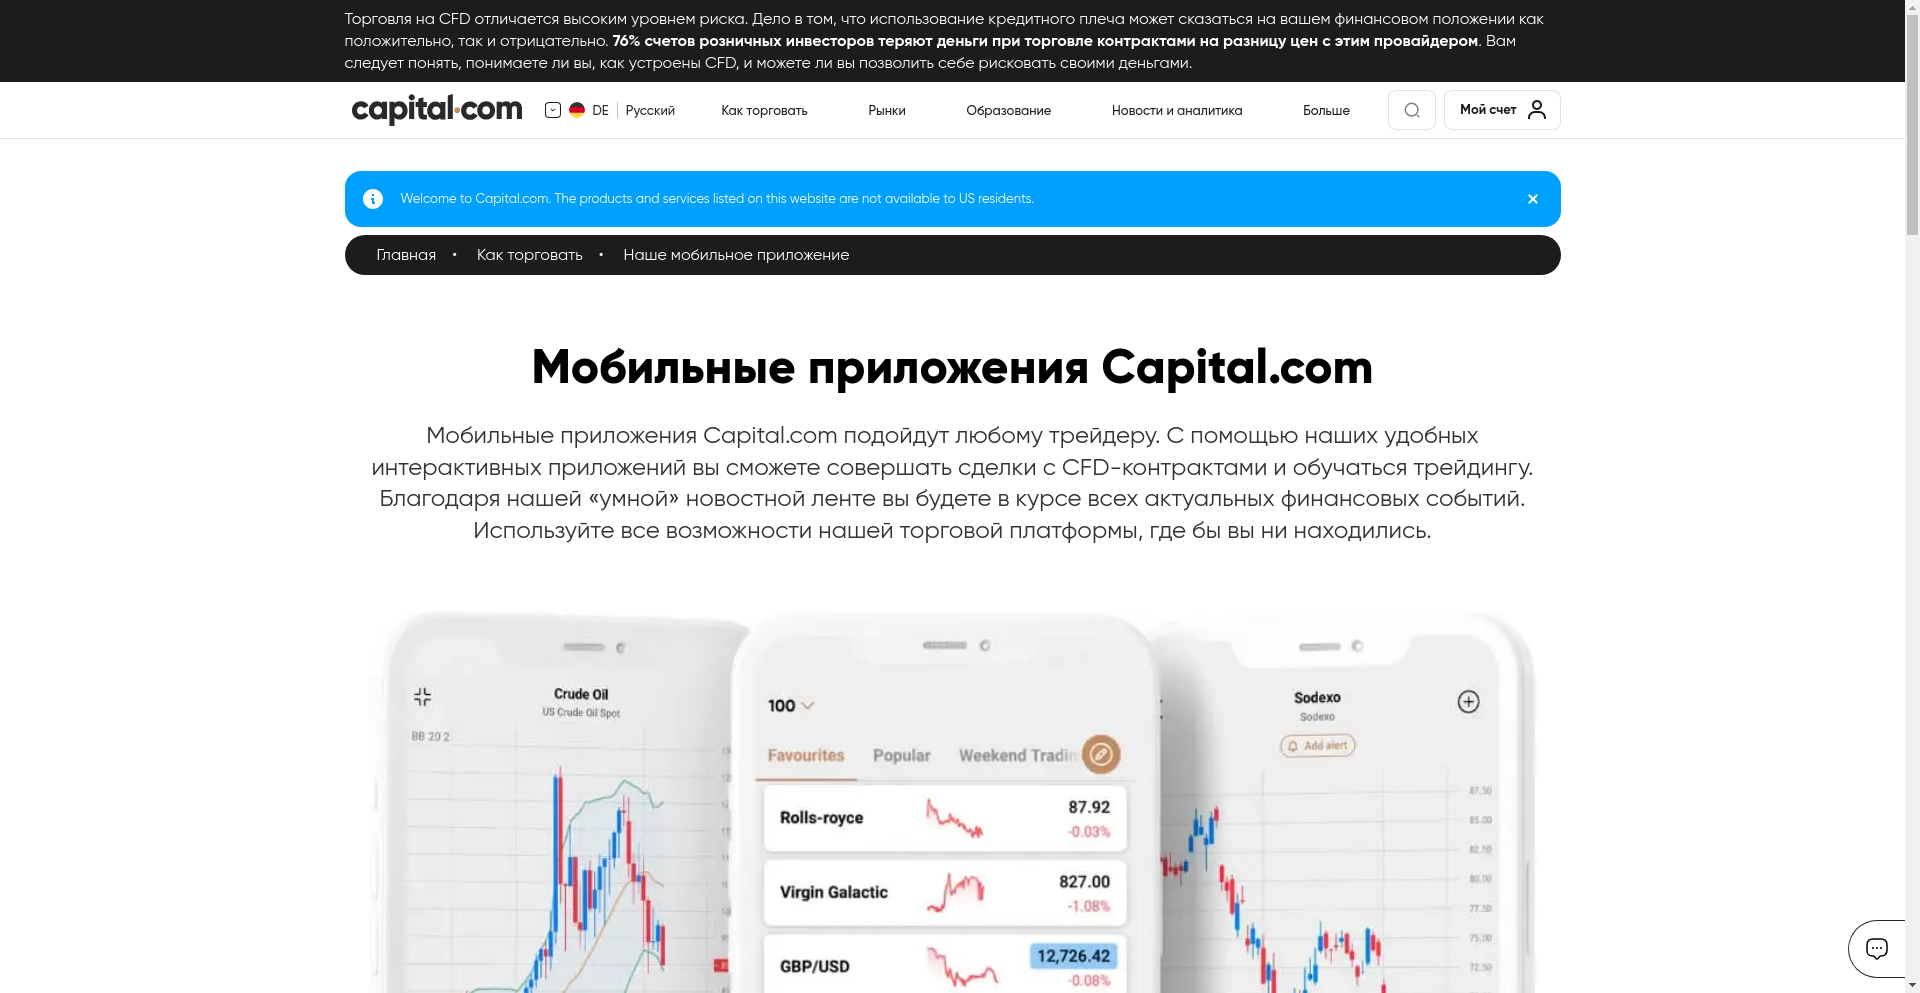 Торговля на CFD отличается высоким уровнем риска. Дело в том, что использование кредитного плеча может сказаться на вашем финансовом положении как
положительно, так и отрицательно. 76% счетов розничных инвесторов теряют деньги при торговле контрактами на разницу цен с этим провайдером. Вам
следует понять, понимаете ли вы, как устроены CFD, и можете ли вы позволить себе рисковать своими деньгами.
capital.com DE Русский Как торговать Рынки Образование Новости и аналитика Больше Мой счет
Welcome to Capital.com. The products and services listed on this website are not available to US residents.
Главная • Как торговать • Наше мобильное приложение
Мобильные приложения Capital.com
Мобильные приложения Capital.com подойдут любому трейдеру. С помощью наших удобных
интерактивных приложений вы сможете совершать сделки с CFD-контрактами и обучаться трейдингу.
Благодаря нашей «умной» новостной ленте вы будете в курсе всех актуальных финансовых событий.
Используйте все возможности нашей торговой платформы, где бы вы ни находились.
Crude Oil
US Crude Oil Spot
BB 20 2
100
Favourites Popular Weekend Tradin
Rolls-royce 87.92
-0.03%
Virgin Galactic 827.00
-1.08%
GBP/USD 12,726.42
-0.08%
Sodexo
Sodexo
Add alert
87.50
85.00
82.50
80.00
77.50
75.00
72.50